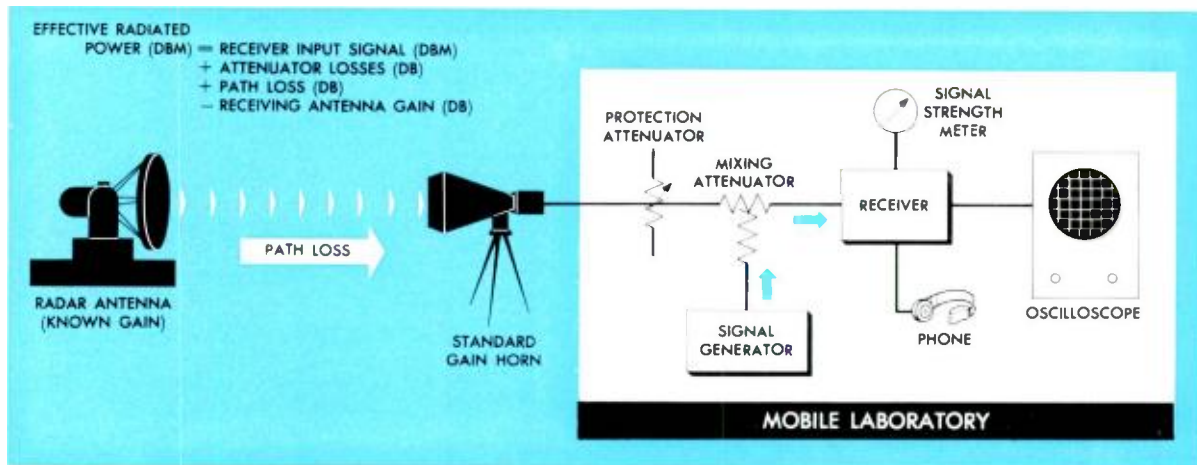 EFFECTIVE RADIATED
POWER (DBM) = RECEIVER INPUT SIGNAL (DBM)
+ ATTENUATOR LOSSES (DB)
+ PATH LOSS (DB)
− RECEIVING ANTENNA GAIN (DB)
PROTECTION
ATTENUATOR
MIXING
ATTENUATOR
SIGNAL
STRENGTH
METER
RECEIVER
PATH LOSS
RADAR ANTENNA
(KNOWN GAIN)
STANDARD
GAIN HORN
SIGNAL
GENERATOR
PHONE
OSCILLOSCOPE
MOBILE LABORATORY